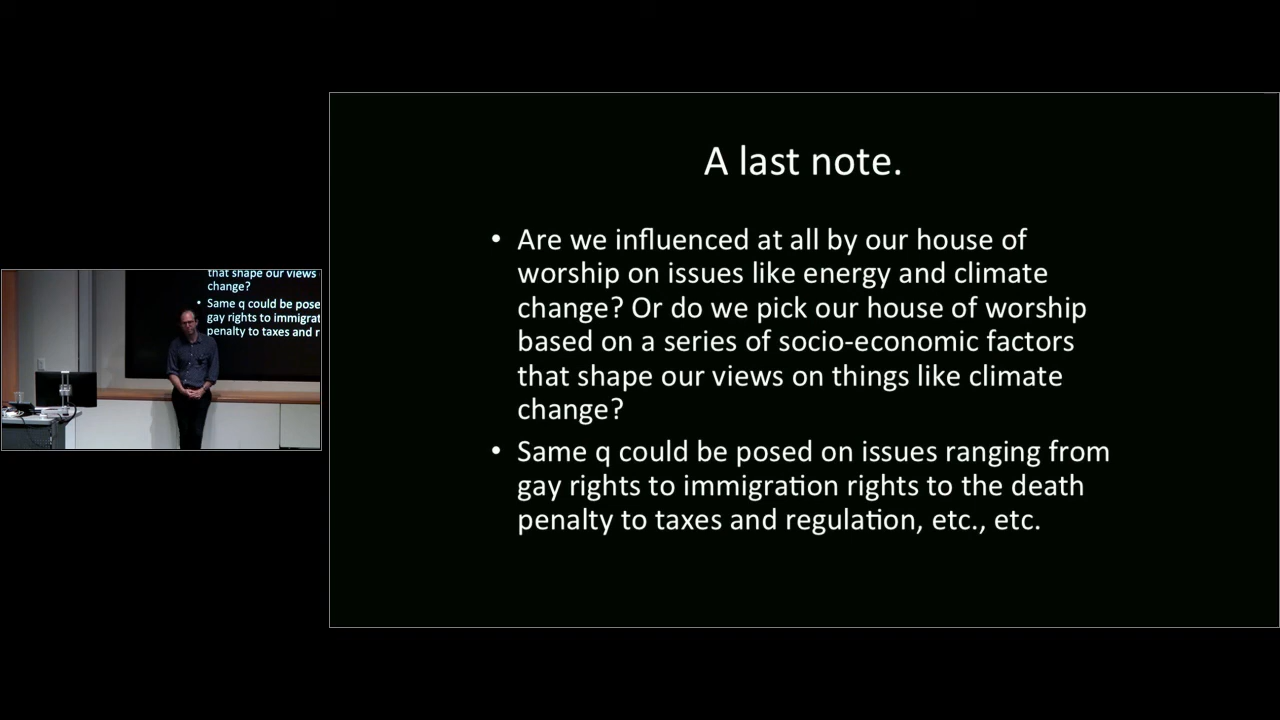 A last note.
• Are we influenced at all by our house of
worship on issues like energy and climate
change? Or do we pick our house of worship
based on a series of socio-economic factors
that shape our views on things like climate
change?
• Same q could be posed on issues ranging from
gay rights to immigration rights to the death
penalty to taxes and regulation, etc., etc.
that shape our views
change?
• Same q could be pose
gay rights to immigrat
penalty to taxes and r